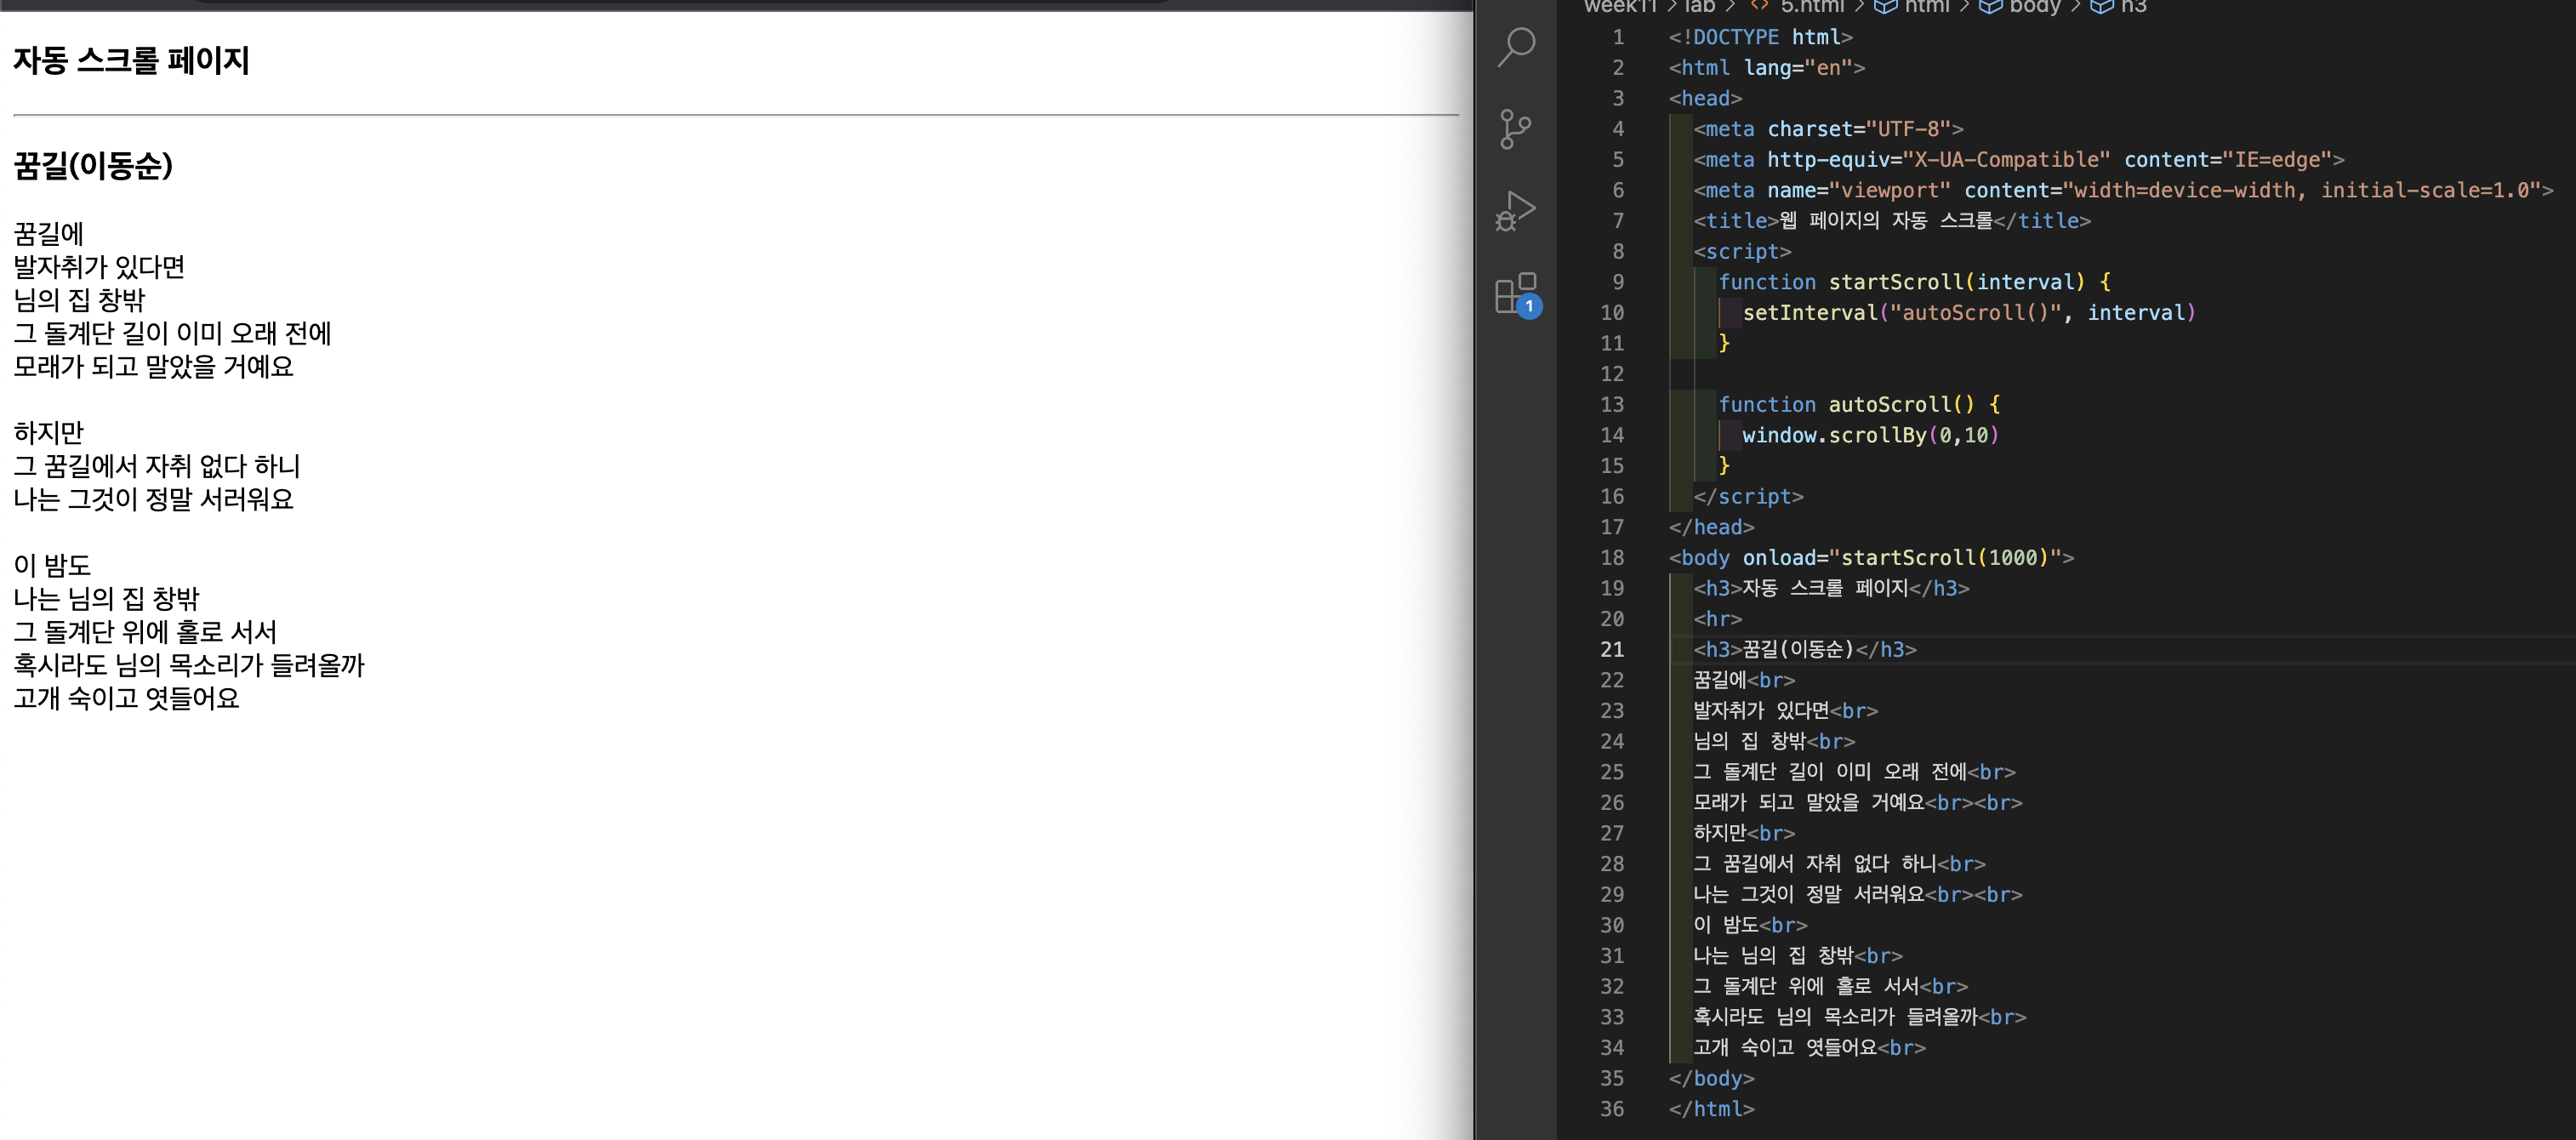 자동 스크롤 페이지
꿈길(이동순)
꿈길에
발자취가 있다면
님의 집 창밖
그 돌계단 길이 이미 오래 전에
모래가 되고 말았을 거예요
하지만
그 꿈길에서 자취 없다 하니
나는 그것이 정말 서러워요
이 밤도
나는 님의 집 창밖
그 돌계단 위에 홀로 서서
혹시라도 님의 목소리가 들려올까
고개 숙이고 엿들어요
1
week11 > lab > <> 5.html > html > body > h3
1 <!DOCTYPE html>
2 <html lang="en">
3 <head>
4 <meta charset="UTF-8">
5 <meta http-equiv="X-UA-Compatible" content="IE=edge">
6 <meta name="viewport" content="width=device-width, initial-scale=1.0">
7 <title>웹 페이지의 자동 스크롤</title>
8 <script>
9 function startScroll(interval) {
10 setInterval("autoScroll()", interval)
11 }
12
13 function autoScroll() {
14 window.scrollBy(0,10)
15 }
16 </script>
17 </head>
18 <body onload="startScroll(1000)">
19 <h3>자동 스크롤 페이지</h3>
20 <hr>
21 <h3>꿈길(이동순)</h3>
22 꿈길에<br>
23 발자취가 있다면<br>
24 님의 집 창밖<br>
25 그 돌계단 길이 이미 오래 전에<br>
26 모래가 되고 말았을 거예요<br><br>
27 하지만<br>
28 그 꿈길에서 자취 없다 하니<br>
29 나는 그것이 정말 서러워요<br><br>
30 이 밤도<br>
31 나는 님의 집 창밖<br>
32 그 돌계단 위에 홀로 서서<br>
33 혹시라도 님의 목소리가 들려올까<br>
34 고개 숙이고 엿들어요<br>
35 </body>
36 </html>